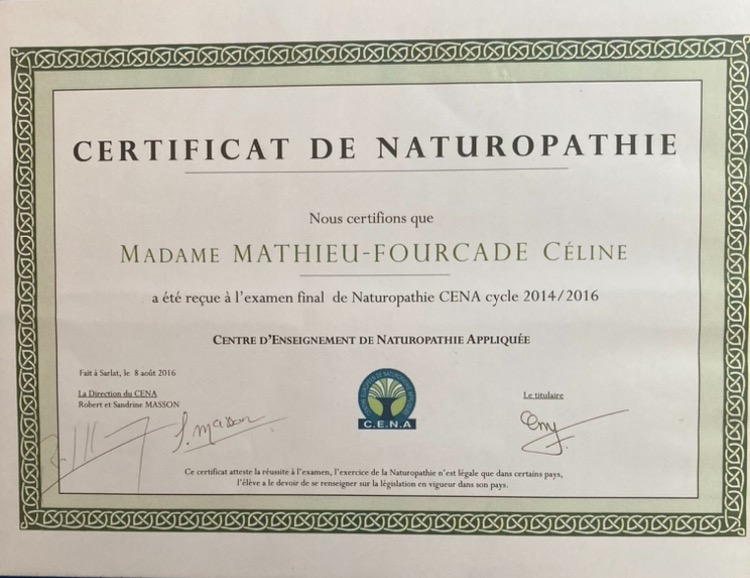 CERTIFICAT DE NATUROPATHIE
Nous certifions que
MADAME MATHIEU-FOURCADE CÉLINE
a été reçue à l'examen final de Naturopathie CENA cycle 2014/2016
CENTRE D'ENSEIGNEMENT DE NATUROPATHIE APPLIQUÉE
Fait à Sarlat, le 8 août 2016
La Direction du CENA
Robert et Sandrine MASSON
S. Masson
C.E.N.A
Le titulaire
Ce certificat atteste la réussite à l'examen, l'exercice de la Naturopathie n'est légale que dans certains pays,
l'élève a le devoir de se renseigner sur la législation en vigueur dans son pays.